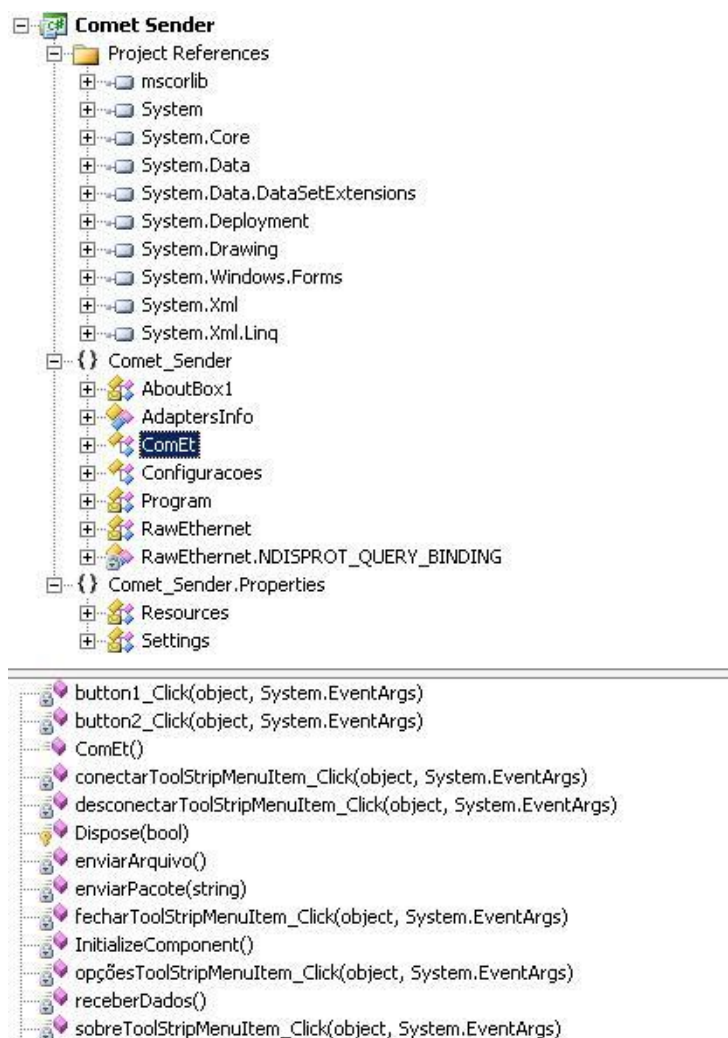 Comet Sender
Project References
mscorlib
System
System.Core
System.Data
System.Data.DataSetExtensions
System.Deployment
System.Drawing
System.Windows.Forms
System.Xml
System.Xml.Linq
{} Comet_Sender
AboutBox1
AdaptersInfo
ComEt
Configuracoes
Program
RawEthernet
RawEthernet.NDISPROT_QUERY_BINDING
{} Comet_Sender.Properties
Resources
Settings
button1_Click(object, System.EventArgs)
button2_Click(object, System.EventArgs)
ComEt()
conectarToolStripMenuItem_Click(object, System.EventArgs)
desconectarToolStripMenuItem_Click(object, System.EventArgs)
Dispose(bool)
enviarArquivo()
enviarPacote(string)
fecharToolStripMenuItem_Click(object, System.EventArgs)
InitializeComponent()
opçõesToolStripMenuItem_Click(object, System.EventArgs)
receberDados()
sobreToolStripMenuItem_Click(object, System.EventArgs)